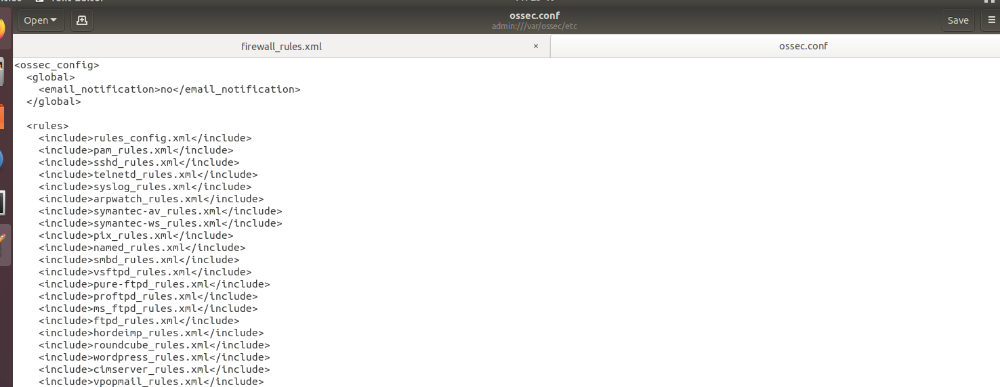 Text Editor
Open
ossec.conf
admin:///var/ossec/etc
Save
firewall_rules.xml
×
ossec.conf
<ossec_config>
  <global>
    <email_notification>no</email_notification>
  </global>
  <rules>
    <include>rules_config.xml</include>
    <include>pam_rules.xml</include>
    <include>sshd_rules.xml</include>
    <include>telnetd_rules.xml</include>
    <include>syslog_rules.xml</include>
    <include>arpwatch_rules.xml</include>
    <include>symantec-av_rules.xml</include>
    <include>symantec-ws_rules.xml</include>
    <include>pix_rules.xml</include>
    <include>named_rules.xml</include>
    <include>smbd_rules.xml</include>
    <include>vsftpd_rules.xml</include>
    <include>pure-ftpd_rules.xml</include>
    <include>proftpd_rules.xml</include>
    <include>ms_ftpd_rules.xml</include>
    <include>ftpd_rules.xml</include>
    <include>hordeimp_rules.xml</include>
    <include>roundcube_rules.xml</include>
    <include>wordpress_rules.xml</include>
    <include>cimserver_rules.xml</include>
    <include>vpopmail_rules.xml</include>